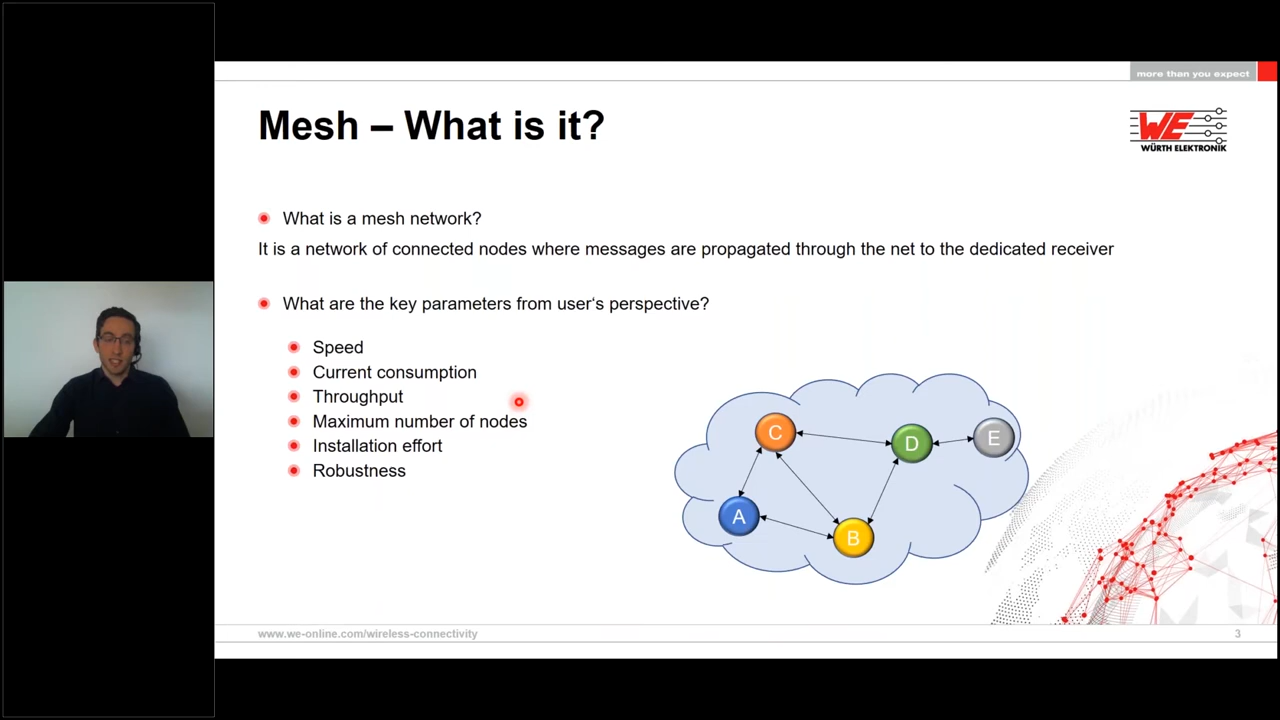 more than you expect
Mesh – What is it?
WE
WÜRTH ELEKTRONIK
What is a mesh network?
It is a network of connected nodes where messages are propagated through the net to the dedicated receiver
What are the key parameters from user‘s perspective?
Speed
Current consumption
Throughput
Maximum number of nodes
Installation effort
Robustness
C
D
E
A
B
www.we-online.com/wireless-connectivity
3